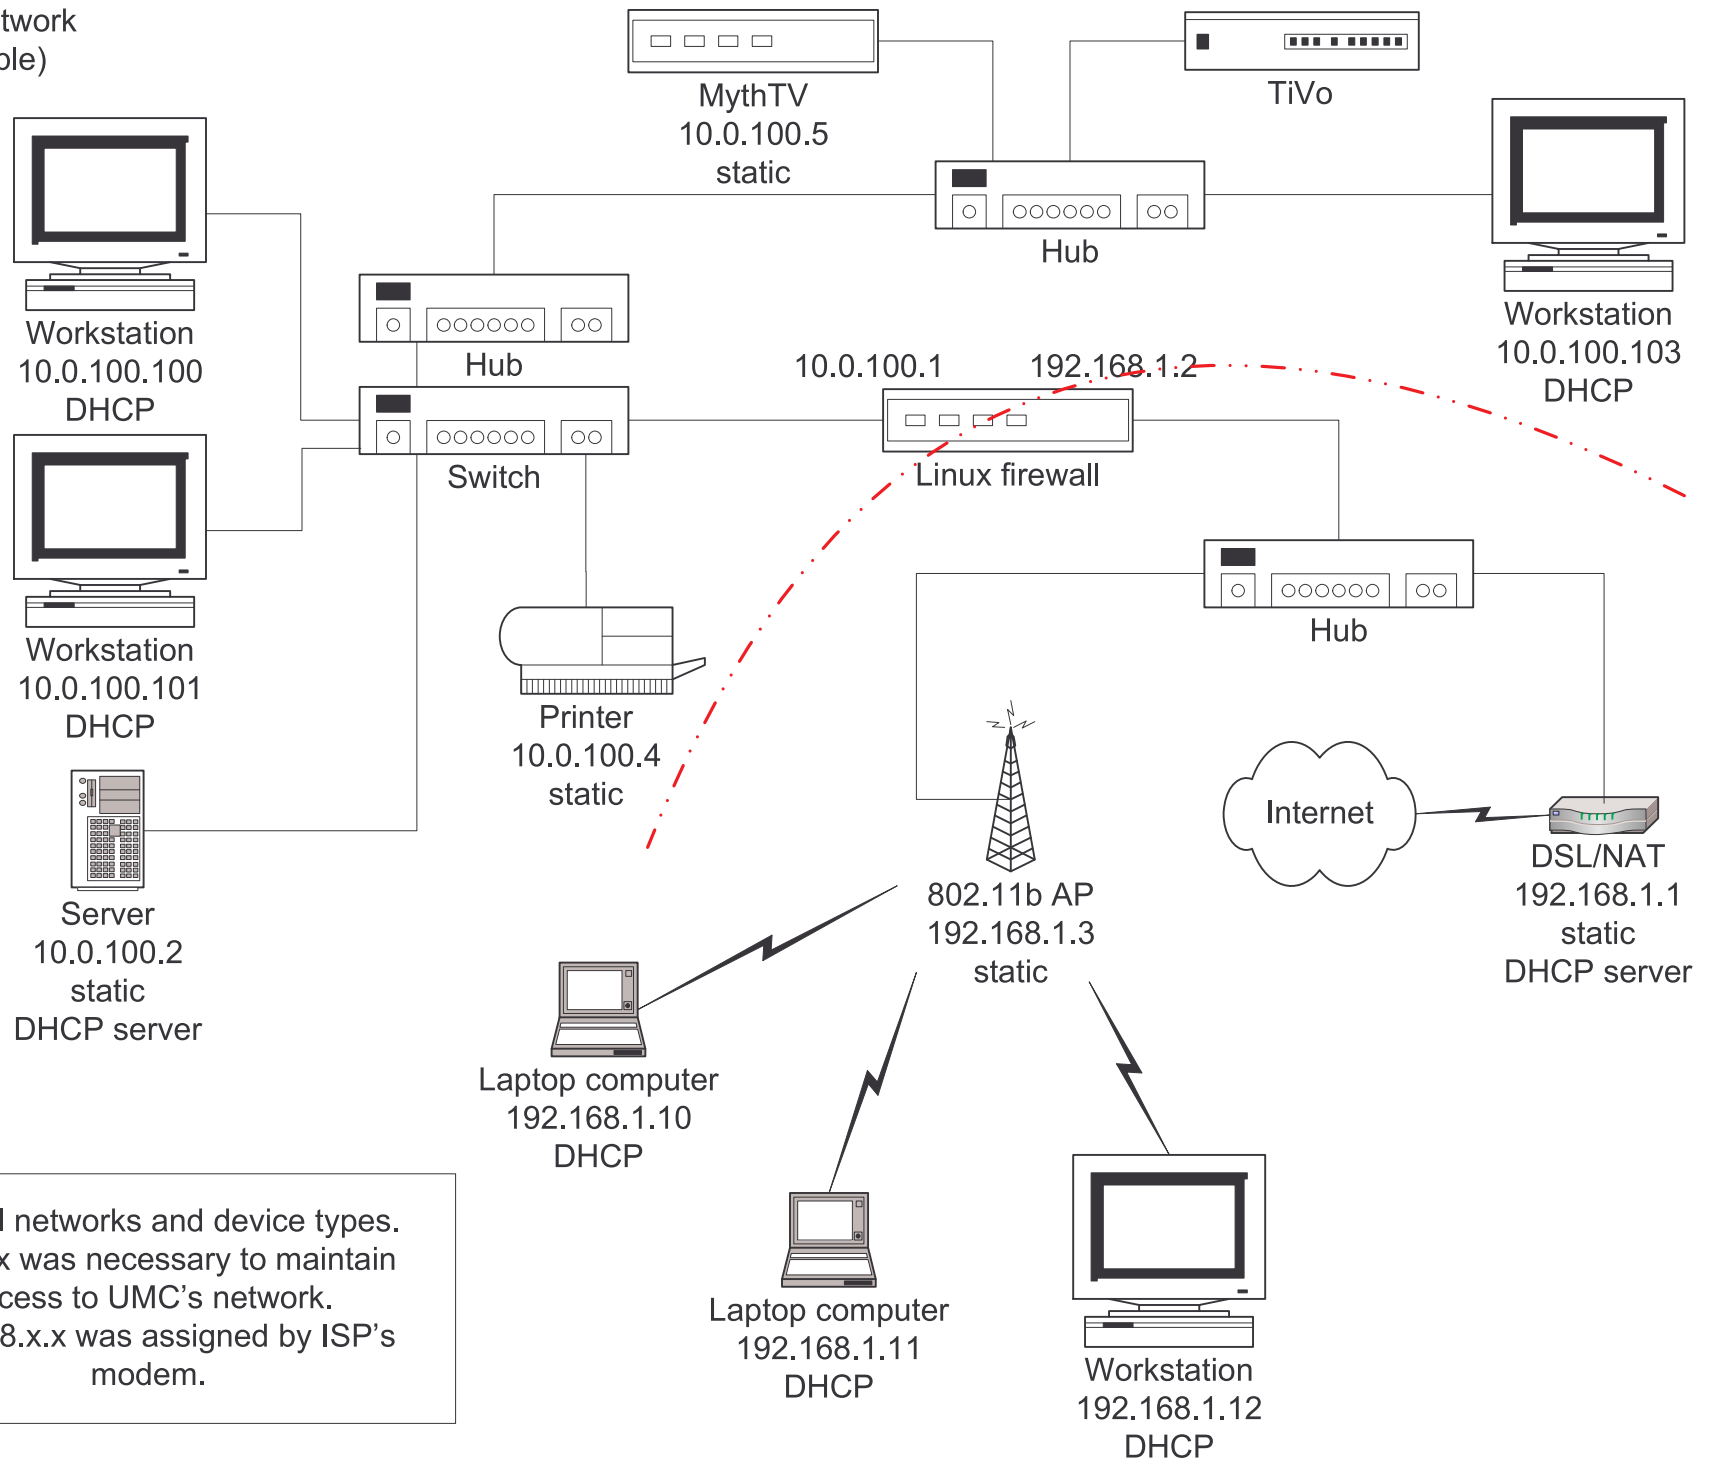 twork
ple)
MythTV
10.0.100.5
static
TiVo
Hub
Workstation
10.0.100.100
DHCP
Hub
Workstation
10.0.100.103
DHCP
10.0.100.1
192.168.1.2
Switch
Linux firewall
Workstation
10.0.100.101
DHCP
Hub
Printer
10.0.100.4
static
Internet
Server
10.0.100.2
static
DHCP server
802.11b AP
192.168.1.3
static
DSL/NAT
192.168.1.1
static
DHCP server
Laptop computer
192.168.1.10
DHCP
Laptop computer
192.168.1.11
DHCP
Workstation
192.168.1.12
DHCP
networks and device types.
x was necessary to maintain
cess to UMC's network.
8.x.x was assigned by ISP's
modem.